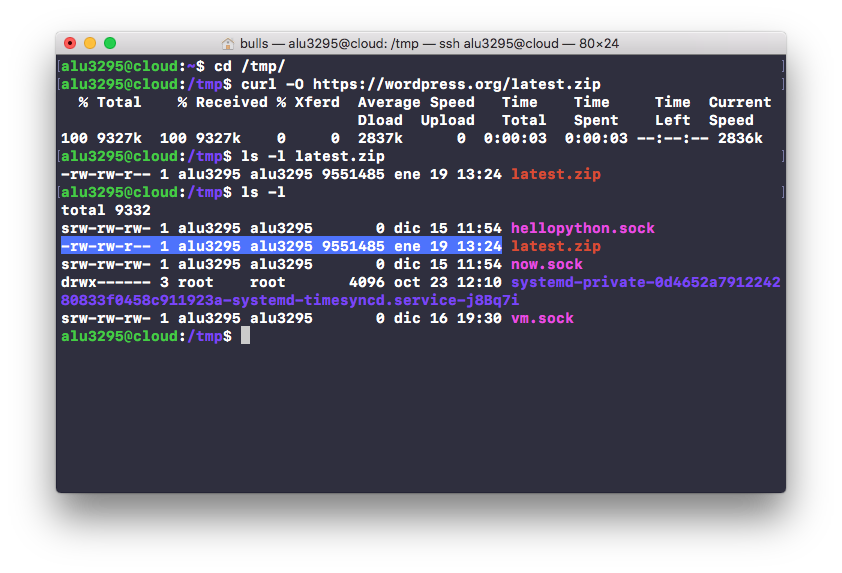 bulls — alu3295@cloud: /tmp — ssh alu3295@cloud — 80×24
[alu3295@cloud:~$ cd /tmp/ ]
[alu3295@cloud:/tmp$ curl -O https://wordpress.org/latest.zip ]
  % Total    % Received % Xferd  Average Speed   Time    Time     Time  Current
                                 Dload  Upload   Total   Spent    Left  Speed
100 9327k  100 9327k    0     0  2837k      0  0:00:03  0:00:03 --:--:-- 2836k
[alu3295@cloud:/tmp$ ls -l latest.zip ]
-rw-rw-r-- 1 alu3295 alu3295 9551485 ene 19 13:24 latest.zip
[alu3295@cloud:/tmp$ ls -l ]
total 9332
srw-rw-rw- 1 alu3295 alu3295       0 dic 15 11:54 hellopython.sock
-rw-rw-r-- 1 alu3295 alu3295 9551485 ene 19 13:24 latest.zip
srw-rw-rw- 1 alu3295 alu3295       0 dic 15 11:54 now.sock
drwx------ 3 root    root       4096 oct 23 12:10 systemd-private-0d4652a7912242
80833f0458c911923a-systemd-timesyncd.service-j8Bq7i
srw-rw-rw- 1 alu3295 alu3295       0 dic 16 19:30 vm.sock
alu3295@cloud:/tmp$